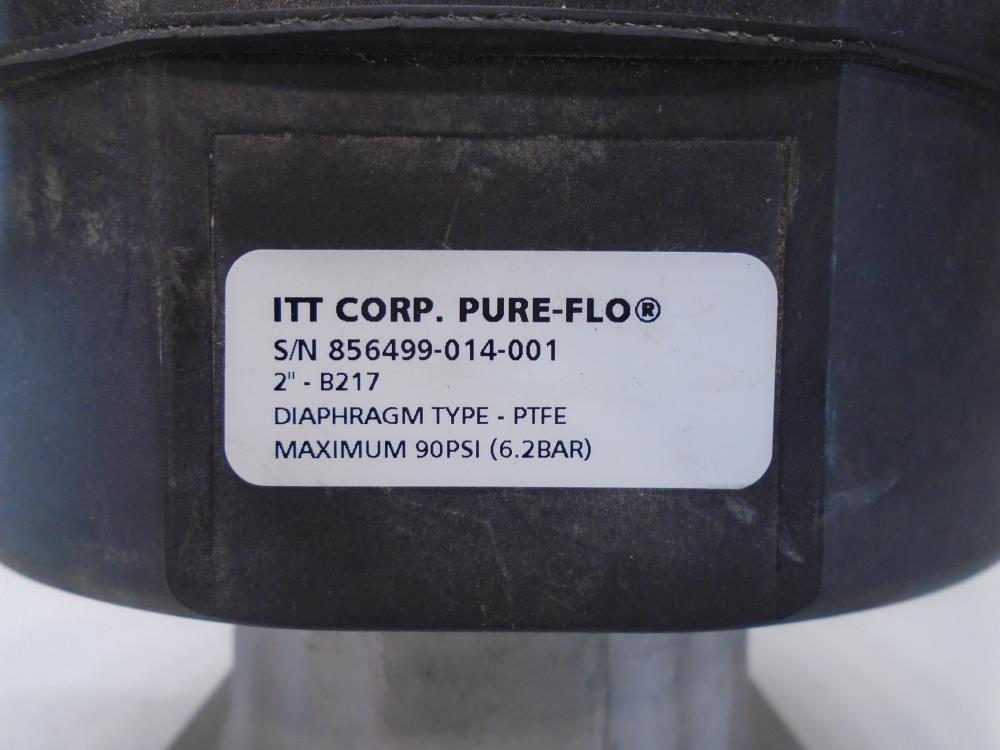 ITT CORP. PURE-FLO®
S/N 856499-014-001
2" - B217
DIAPHRAGM TYPE - PTFE
MAXIMUM 90PSI (6.2BAR)